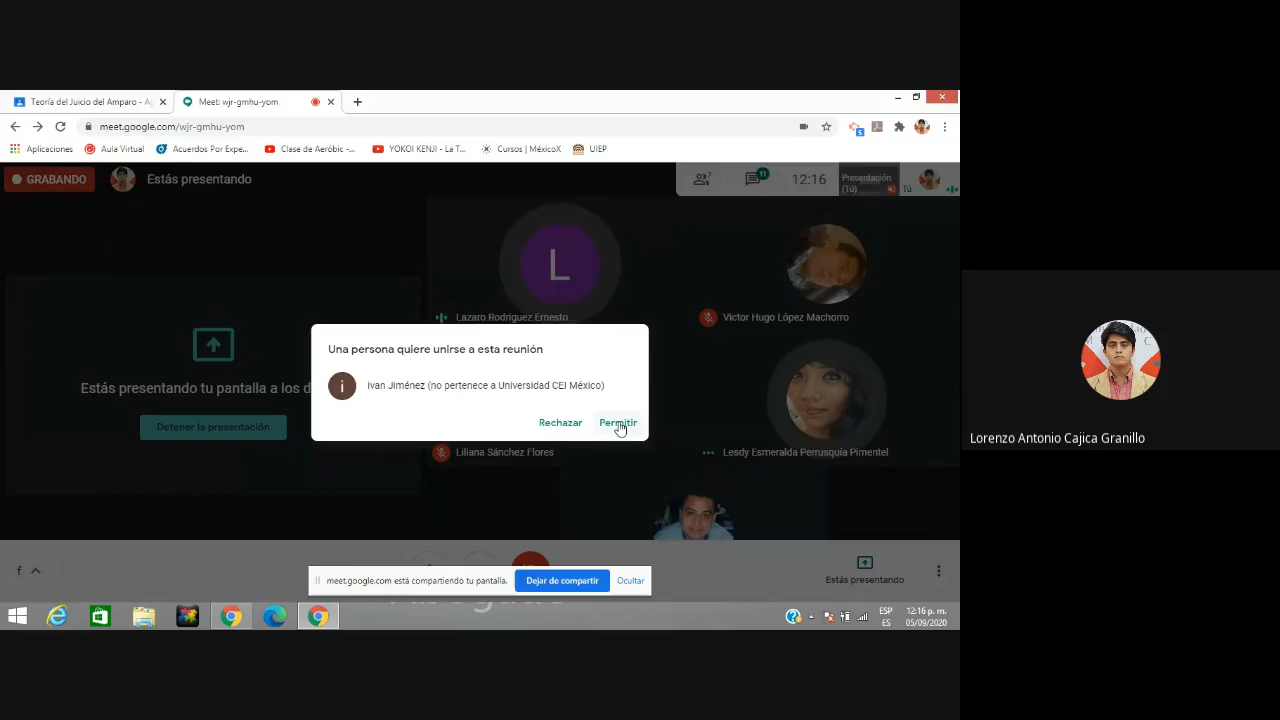 Teoría del Juicio del Amparo - Ag
Meet: wjr-gmhu-yom
meet.google.com/wjr-gmhu-yom
5
Aplicaciones
Aula Virtual
Acuerdos Por Expe...
Clase de Aeróbic -...
YOKOI KENJI - La T...
Cursos | MéxicoX
UIEP
GRABANDO
Estás presentando
7
11
12:16
Presentación
(Tú)
Tú
L
Lazaro Rodriguez Ernesto...
Victor Hugo López Machorro
Una persona quiere unirse a esta reunión
i
ivan Jiménez (no pertenece a Universidad CEI México)
Rechazar
Permitir
Estás presentando tu pantalla a los d
Detener la presentación
Lorenzo Antonio Cajica Granillo
Liliana Sánchez Flores
Lesdy Esmeralda Perrusquía Pimentel
f
meet.google.com está compartiendo tu pantalla.
Dejar de compartir
Ocultar
Estás presentando
ESP
ES
12:16 p. m.
05/09/2020